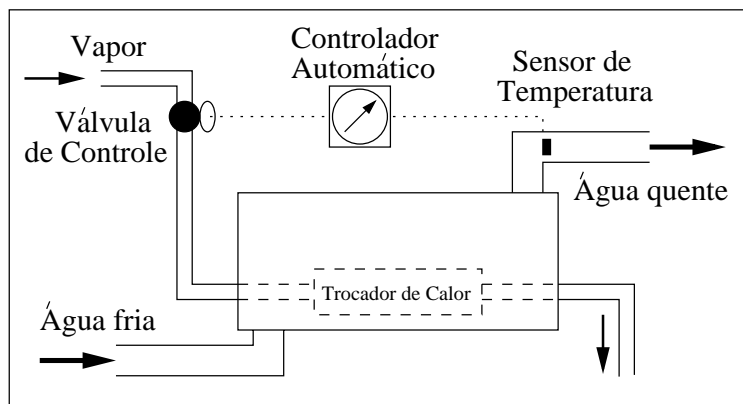 Vapor
Controlador
Automático
Sensor de
Temperatura
Válvula
de Controle
Água quente
Trocador de Calor
Água fria